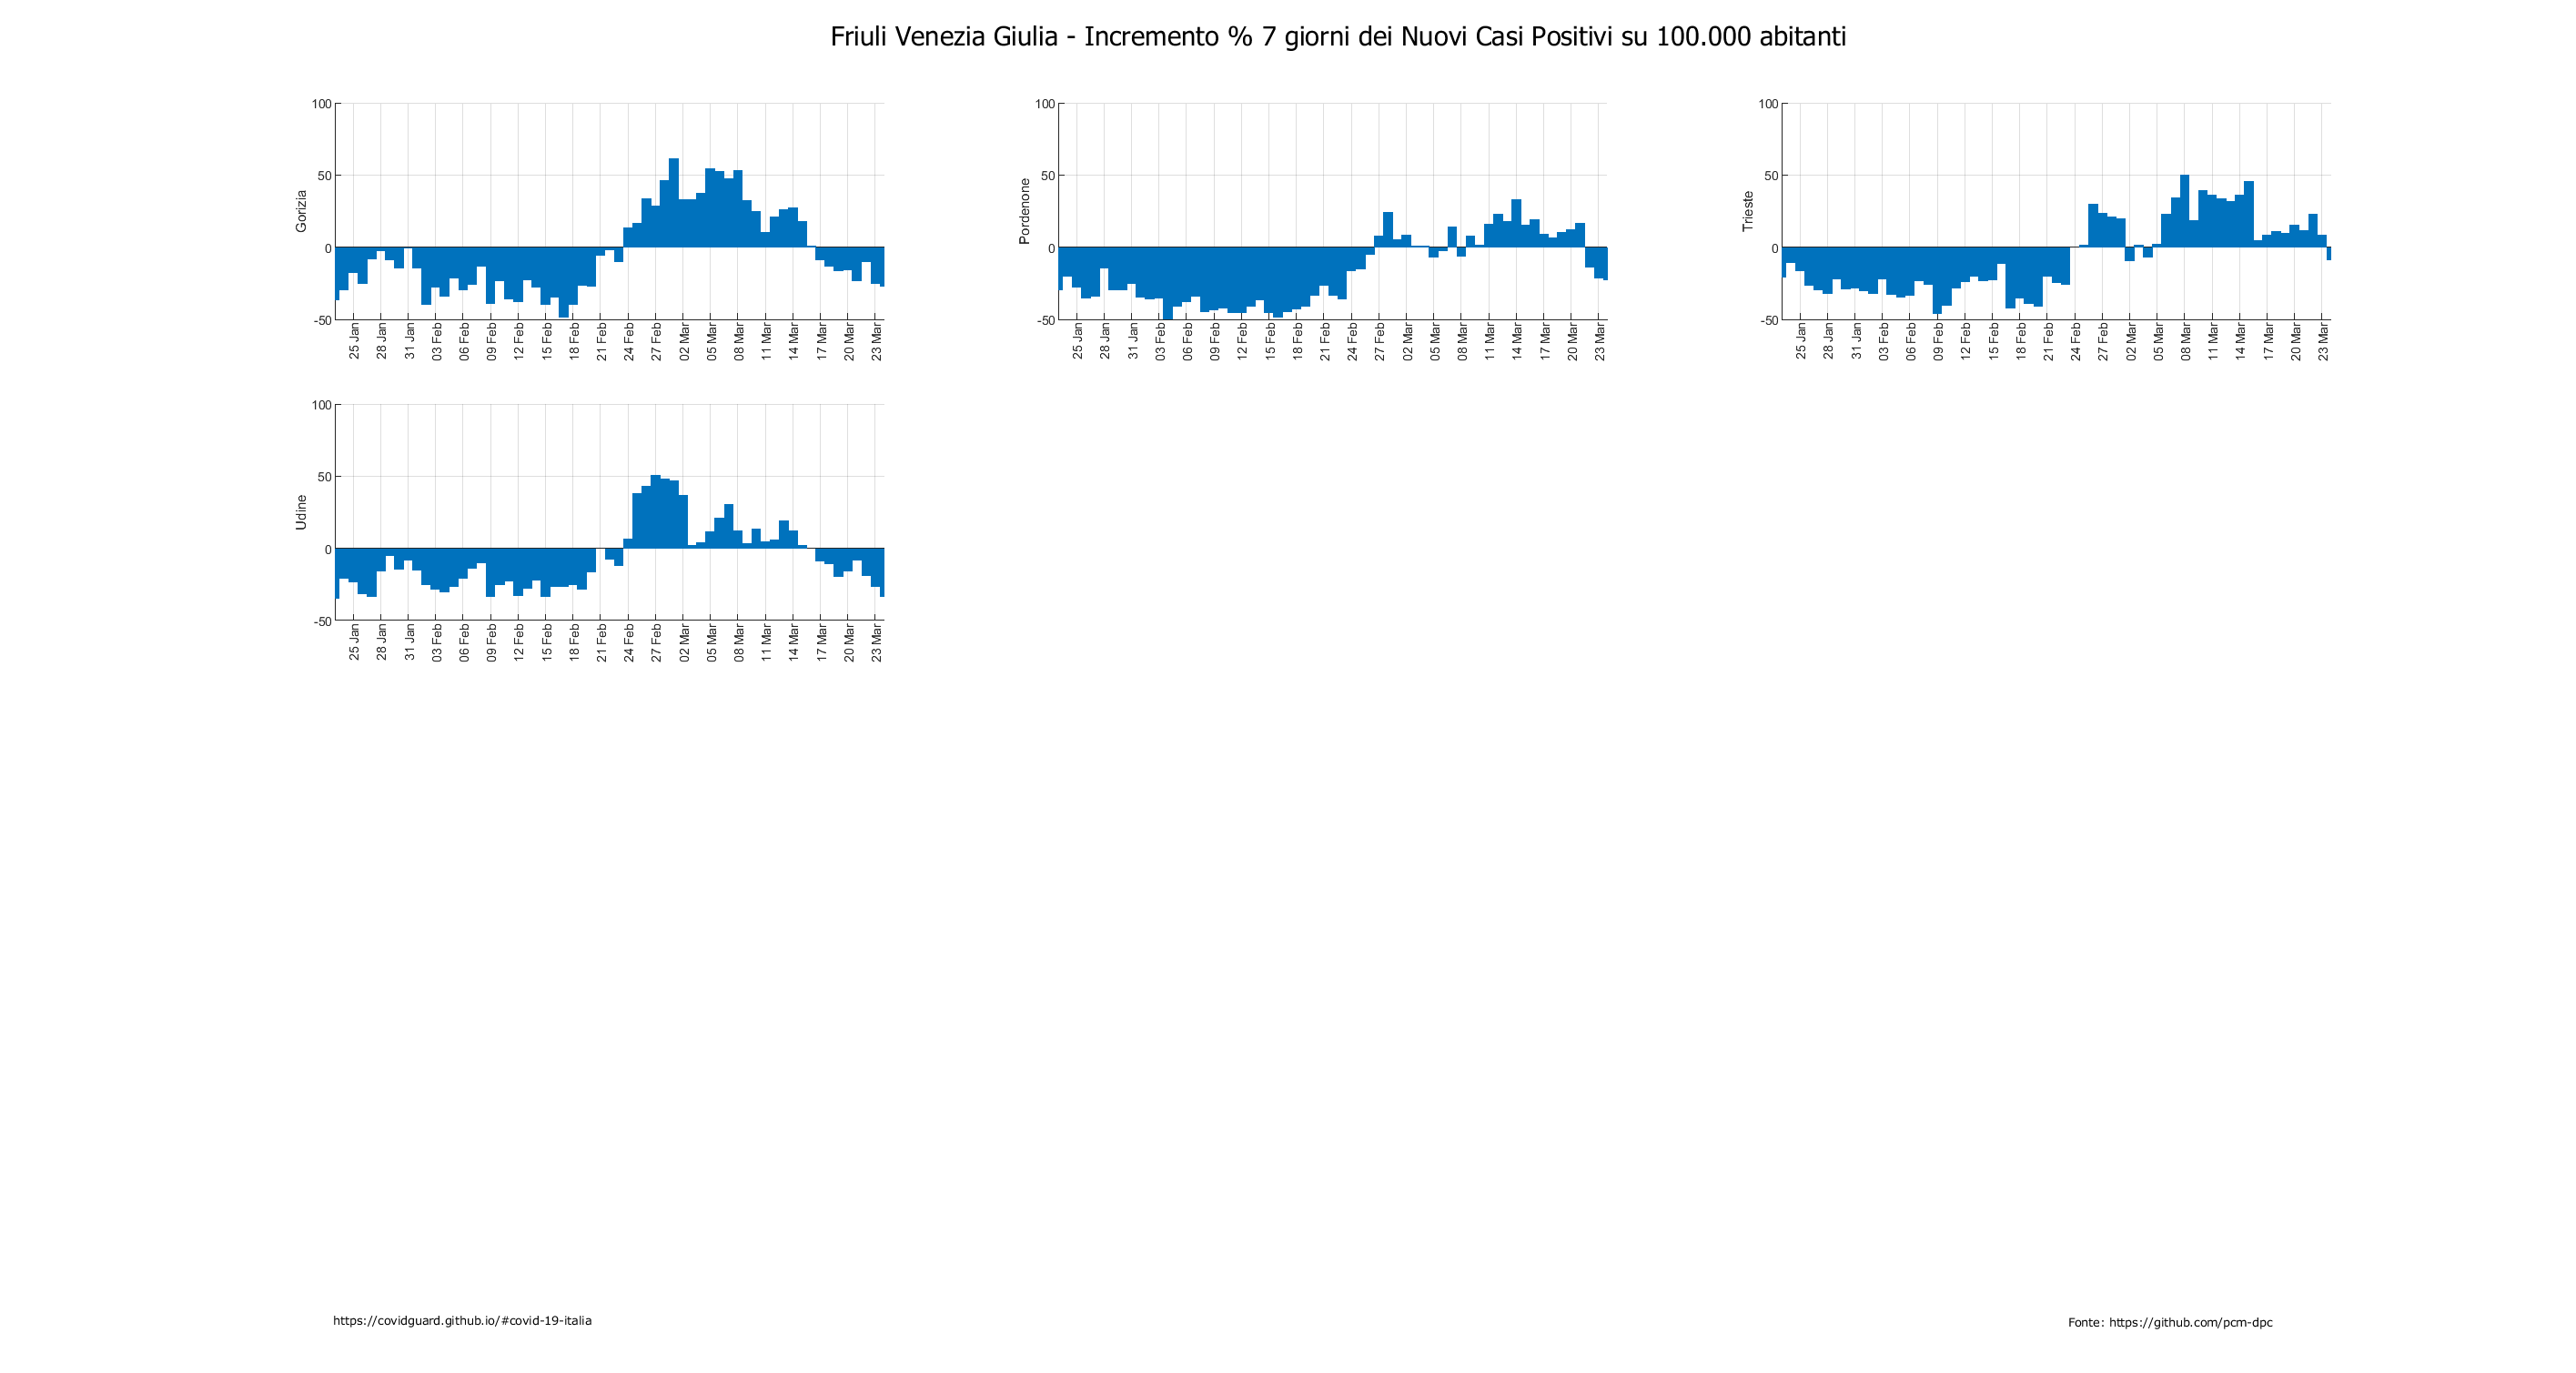 Friuli Venezia Giulia - Incremento % 7 giorni dei Nuovi Casi Positivi su 100.000 abitanti
Gorizia
100
50
0
-50
25 Jan 28 Jan 31 Jan 03 Feb 06 Feb 09 Feb 12 Feb 15 Feb 18 Feb 21 Feb 24 Feb 27 Feb 02 Mar 05 Mar 08 Mar 11 Mar 14 Mar 17 Mar 20 Mar 23 Mar
Pordenone
100
50
0
-50
25 Jan 28 Jan 31 Jan 03 Feb 06 Feb 09 Feb 12 Feb 15 Feb 18 Feb 21 Feb 24 Feb 27 Feb 02 Mar 05 Mar 08 Mar 11 Mar 14 Mar 17 Mar 20 Mar 23 Mar
Trieste
100
50
0
-50
25 Jan 28 Jan 31 Jan 03 Feb 06 Feb 09 Feb 12 Feb 15 Feb 18 Feb 21 Feb 24 Feb 27 Feb 02 Mar 05 Mar 08 Mar 11 Mar 14 Mar 17 Mar 20 Mar 23 Mar
Udine
100
50
0
-50
25 Jan 28 Jan 31 Jan 03 Feb 06 Feb 09 Feb 12 Feb 15 Feb 18 Feb 21 Feb 24 Feb 27 Feb 02 Mar 05 Mar 08 Mar 11 Mar 14 Mar 17 Mar 20 Mar 23 Mar
https://covidguard.github.io/#covid-19-italia
Fonte: https://github.com/pcm-dpc